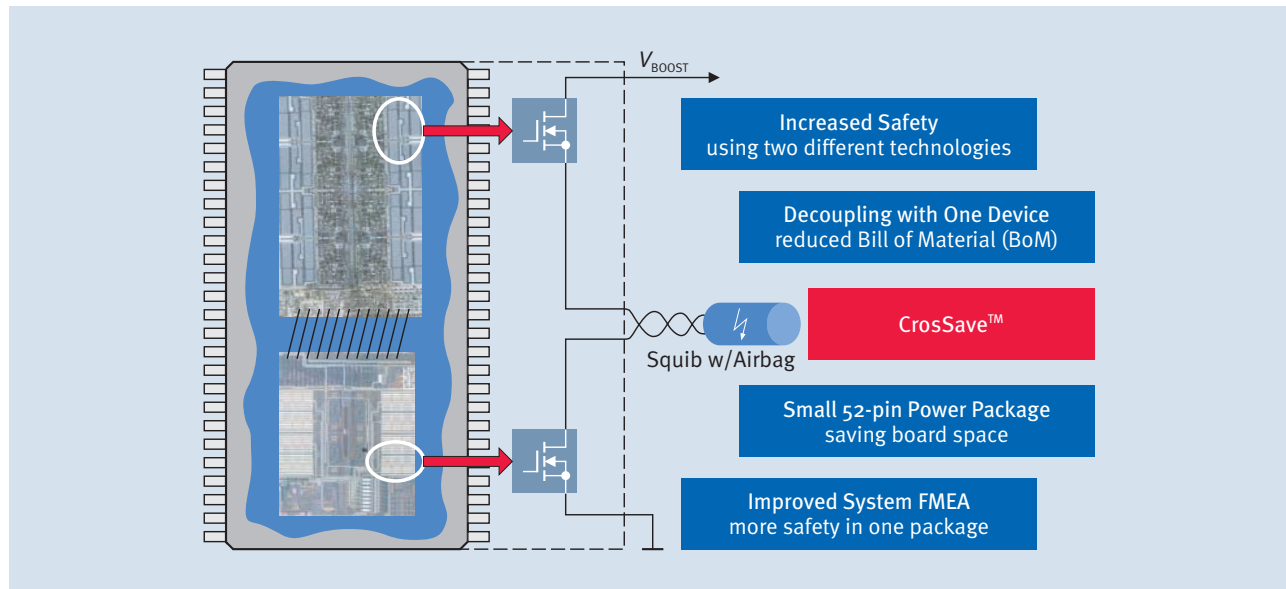 V BOOST
Increased Safety
using two different technologies
Decoupling with One Device
reduced Bill of Material (BoM)
CrosSave™
Squib w/Airbag
Small 52-pin Power Package
saving board space
Improved System FMEA
more safety in one package